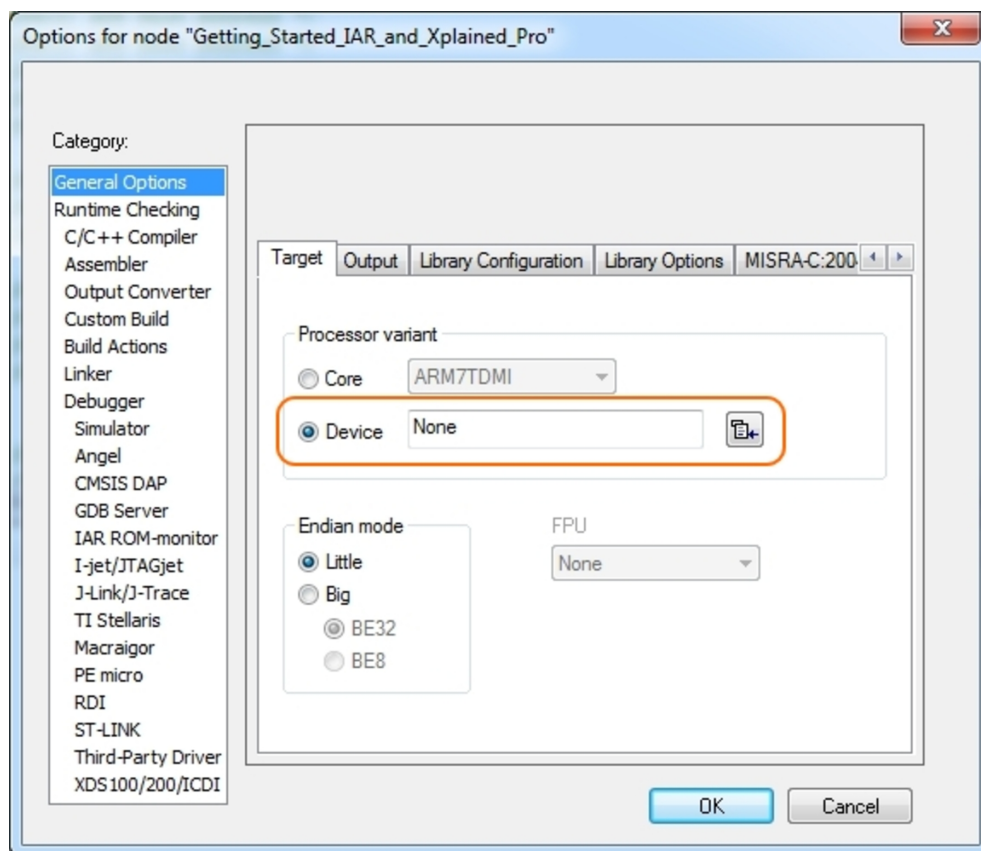 Options for node "Getting_Started_IAR_and_Xplained_Pro"
Category:
General Options
Runtime Checking
C/C++ Compiler
Assembler
Output Converter
Custom Build
Build Actions
Linker
Debugger
Simulator
Angel
CMSIS DAP
GDB Server
IAR ROM-monitor
I-jet/JTAGjet
J-Link/J-Trace
TI Stellaris
Macraigor
PE micro
RDI
ST-LINK
Third-Party Driver
XDS100/200/ICDI
Target Output Library Configuration Library Options MISRA-C:200
Processor variant
Core ARM7TDMI
Device None
Endian mode
Little
Big
BE32
BE8
FPU
None
OK Cancel